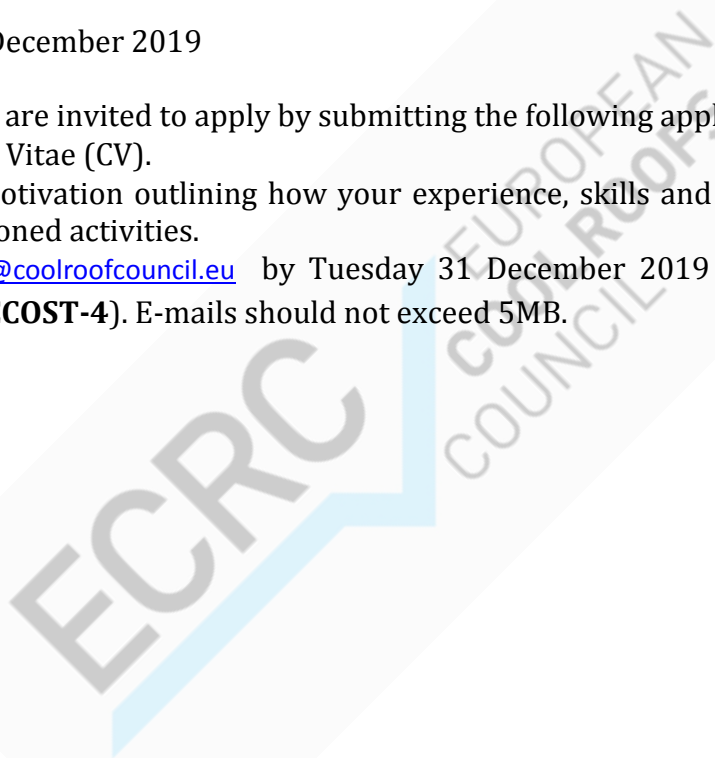 December 2019
are invited to apply by submitting the following appl
Vitae (CV).
otivation outlining how your experience, skills and
oned activities.
@coolroofcouncil.eu by Tuesday 31 December 2019
COST-4). E-mails should not exceed 5MB.
EUROPEAN
COOL ROOFS
COUNCIL
ECRC